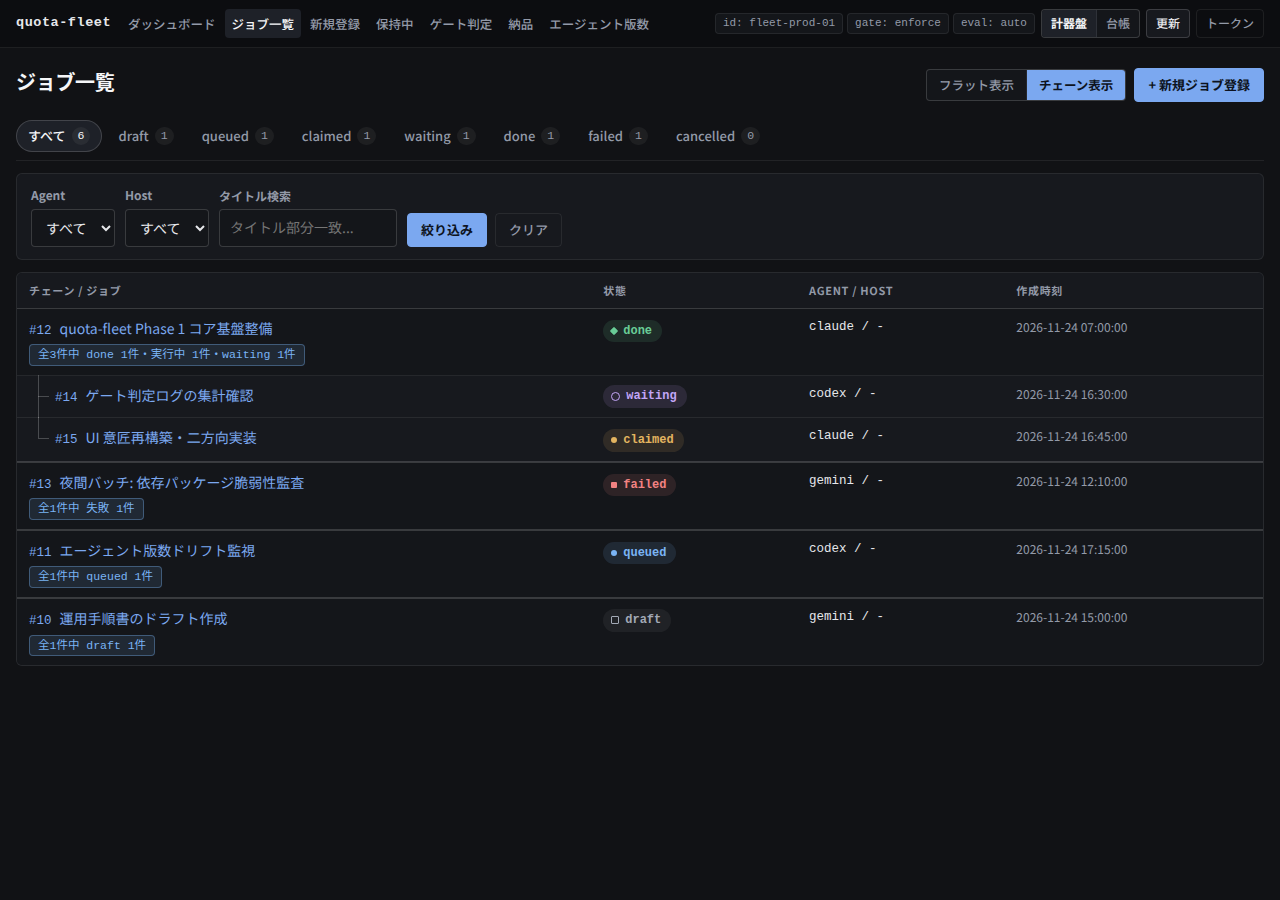 quota-fleet ダッシュボード ジョブ一覧 新規登録 保持中 ゲート判定 納品 エージェント版数 id: fleet-prod-01 gate: enforce eval: auto 計器盤 台帳 更新 トークン
ジョブ一覧 フラット表示 チェーン表示 + 新規ジョブ登録
すべて 6 draft 1 queued 1 claimed 1 waiting 1 done 1 failed 1 cancelled 0
Agent Host タイトル検索
すべて すべて タイトル部分一致... 絞り込み クリア
チェーン / ジョブ 状態 AGENT / HOST 作成時刻
#12 quota-fleet Phase 1 コア基盤整備 done claude / - 2026-11-24 07:00:00
全3件中 done 1件・実行中 1件・waiting 1件
#14 ゲート判定ログの集計確認 waiting codex / - 2026-11-24 16:30:00
#15 UI 意匠再構築・二方向実装 claimed claude / - 2026-11-24 16:45:00
#13 夜間バッチ: 依存パッケージ脆弱性監査 failed gemini / - 2026-11-24 12:10:00
全1件中 失敗 1件
#11 エージェント版数ドリフト監視 queued codex / - 2026-11-24 17:15:00
全1件中 queued 1件
#10 運用手順書のドラフト作成 draft gemini / - 2026-11-24 15:00:00
全1件中 draft 1件